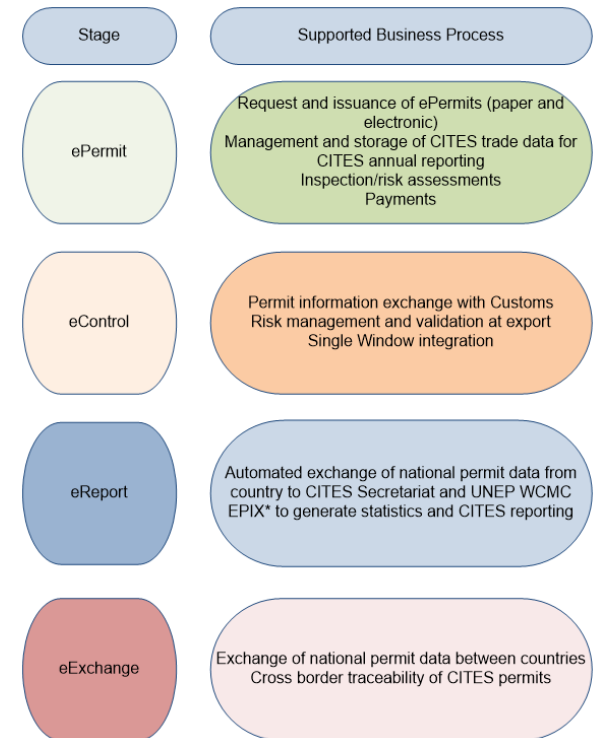 Stage
Supported Business Process
ePermit
Request and issuance of ePermits (paper and
electronic)
Management and storage of CITES trade data for
CITES annual reporting
Inspection/risk assessments
Payments
eControl
Permit information exchange with Customs
Risk management and validation at export
Single Window integration
eReport
Automated exchange of national permit data from
country to CITES Secretariat and UNEP WCMC
EPIX* to generate statistics and CITES reporting
eExchange
Exchange of national permit data between countries
Cross border traceability of CITES permits